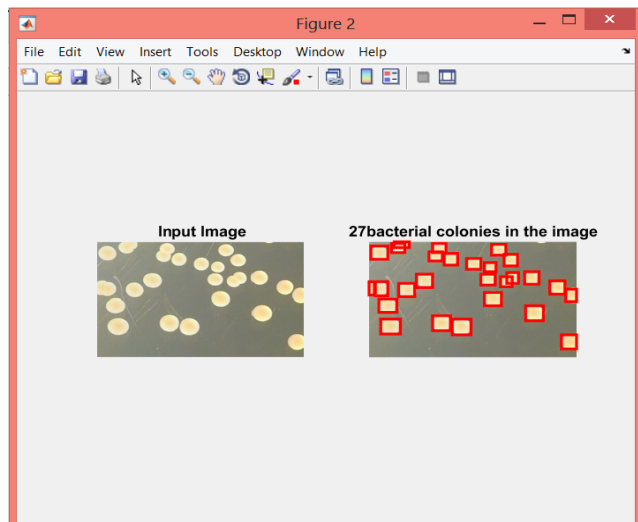 Figure 2
File Edit View Insert Tools Desktop Window Help
Input Image
27bacterial colonies in the image